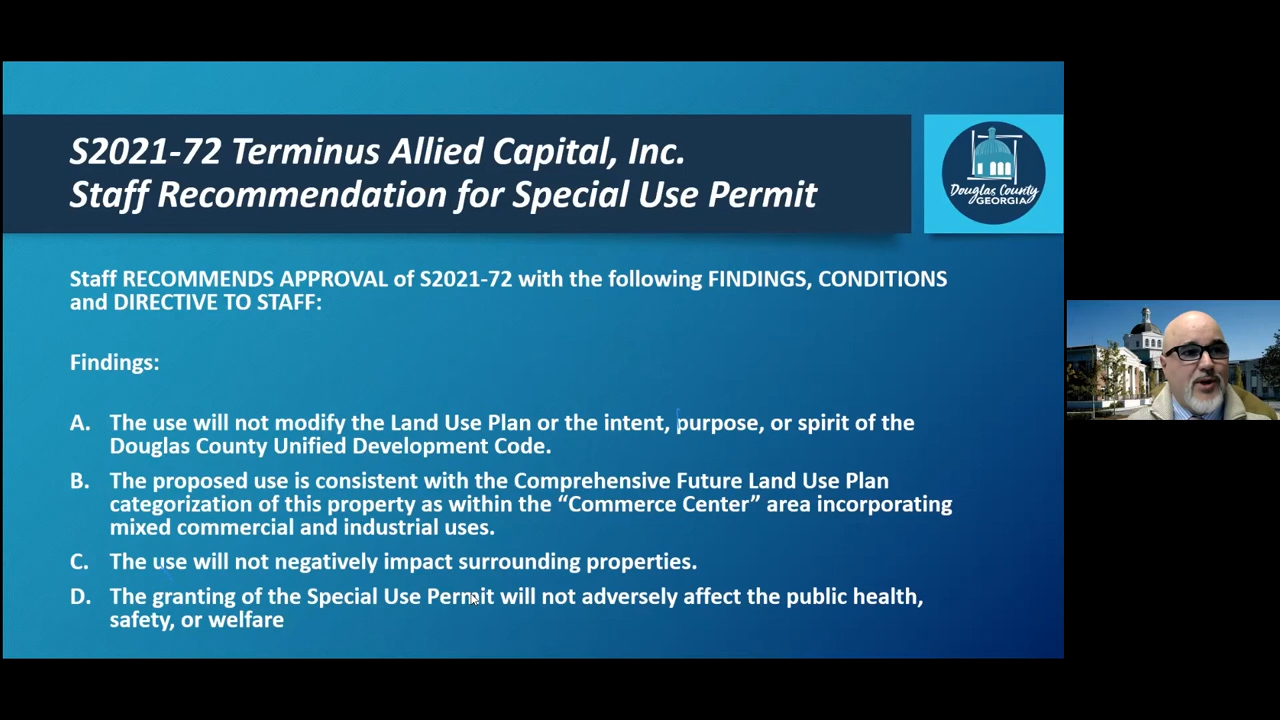 S2021-72 Terminus Allied Capital, Inc.
Staff Recommendation for Special Use Permit
Douglas County
GEORGIA
Staff RECOMMENDS APPROVAL of S2021-72 with the following FINDINGS, CONDITIONS
and DIRECTIVE TO STAFF:
Findings:
A. The use will not modify the Land Use Plan or the intent, purpose, or spirit of the
Douglas County Unified Development Code.
B. The proposed use is consistent with the Comprehensive Future Land Use Plan
categorization of this property as within the “Commerce Center” area incorporating
mixed commercial and industrial uses.
C. The use will not negatively impact surrounding properties.
D. The granting of the Special Use Permit will not adversely affect the public health,
safety, or welfare